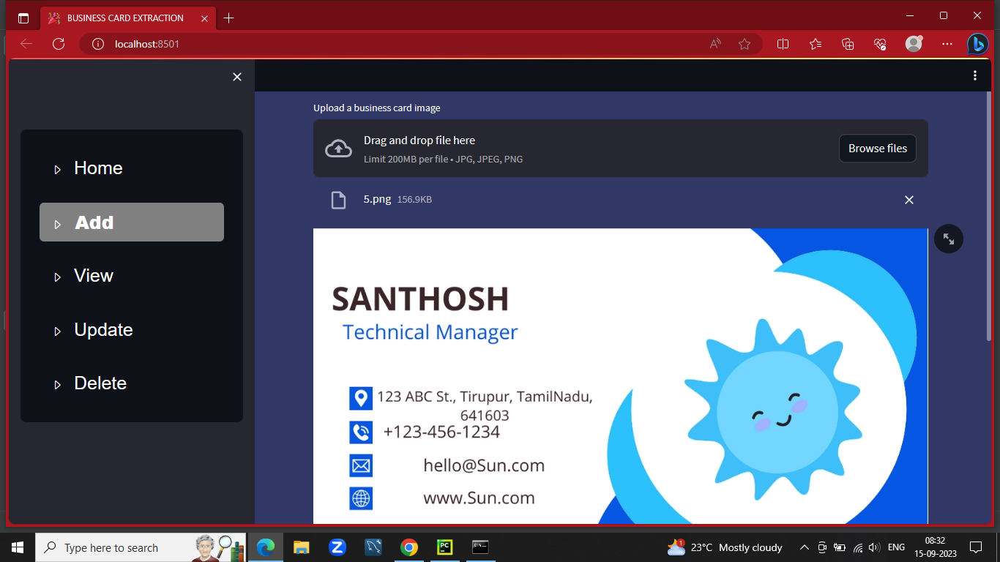 BUSINESS CARD EXTRACTION
localhost:8501
Home
Add
View
Update
Delete
Upload a business card image
Drag and drop file here
Limit 200MB per file • JPG, JPEG, PNG
Browse files
5.png 156.9KB
SANTHOSH
Technical Manager
123 ABC St., Tirupur, TamilNadu,
641603
+123-456-1234
hello@Sun.com
www.Sun.com
Type here to search
23°C Mostly cloudy
ENG
08:32
15-09-2023